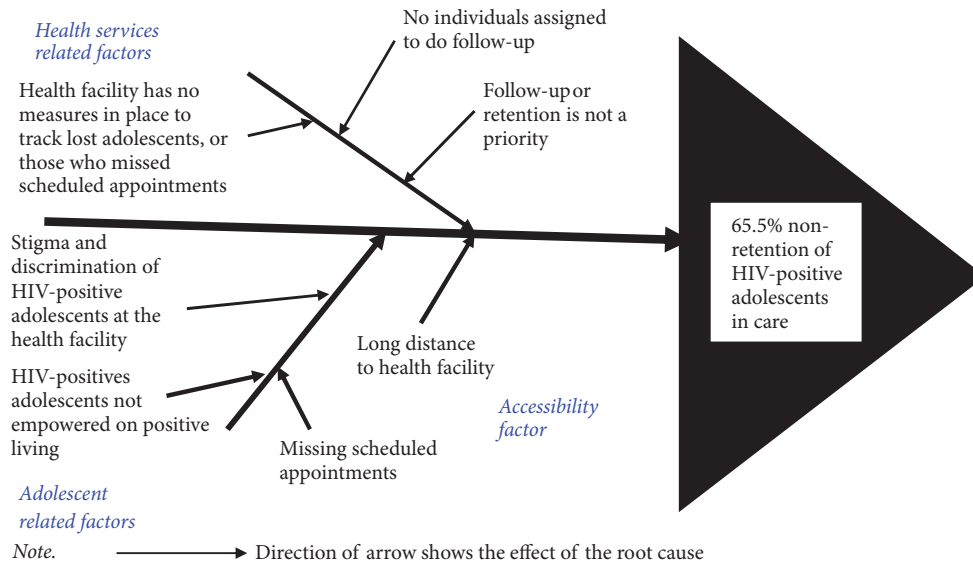 Health services
related factors
No individuals assigned
to do follow-up
Health facility has no
measures in place to
track lost adolescents, or
those who missed
scheduled appointments
Follow-up or
retention is not a
priority
65.5% non-
retention of
HIV-positive
adolescents
in care
Stigma and
discrimination of
HIV-positive
adolescents at the
health facility
Long distance
to health facility
HIV-positives
adolescents not
empowered on positive
living
Accessibility
factor
Missing scheduled
appointments
Adolescent
related factors
Note. Direction of arrow shows the effect of the root cause